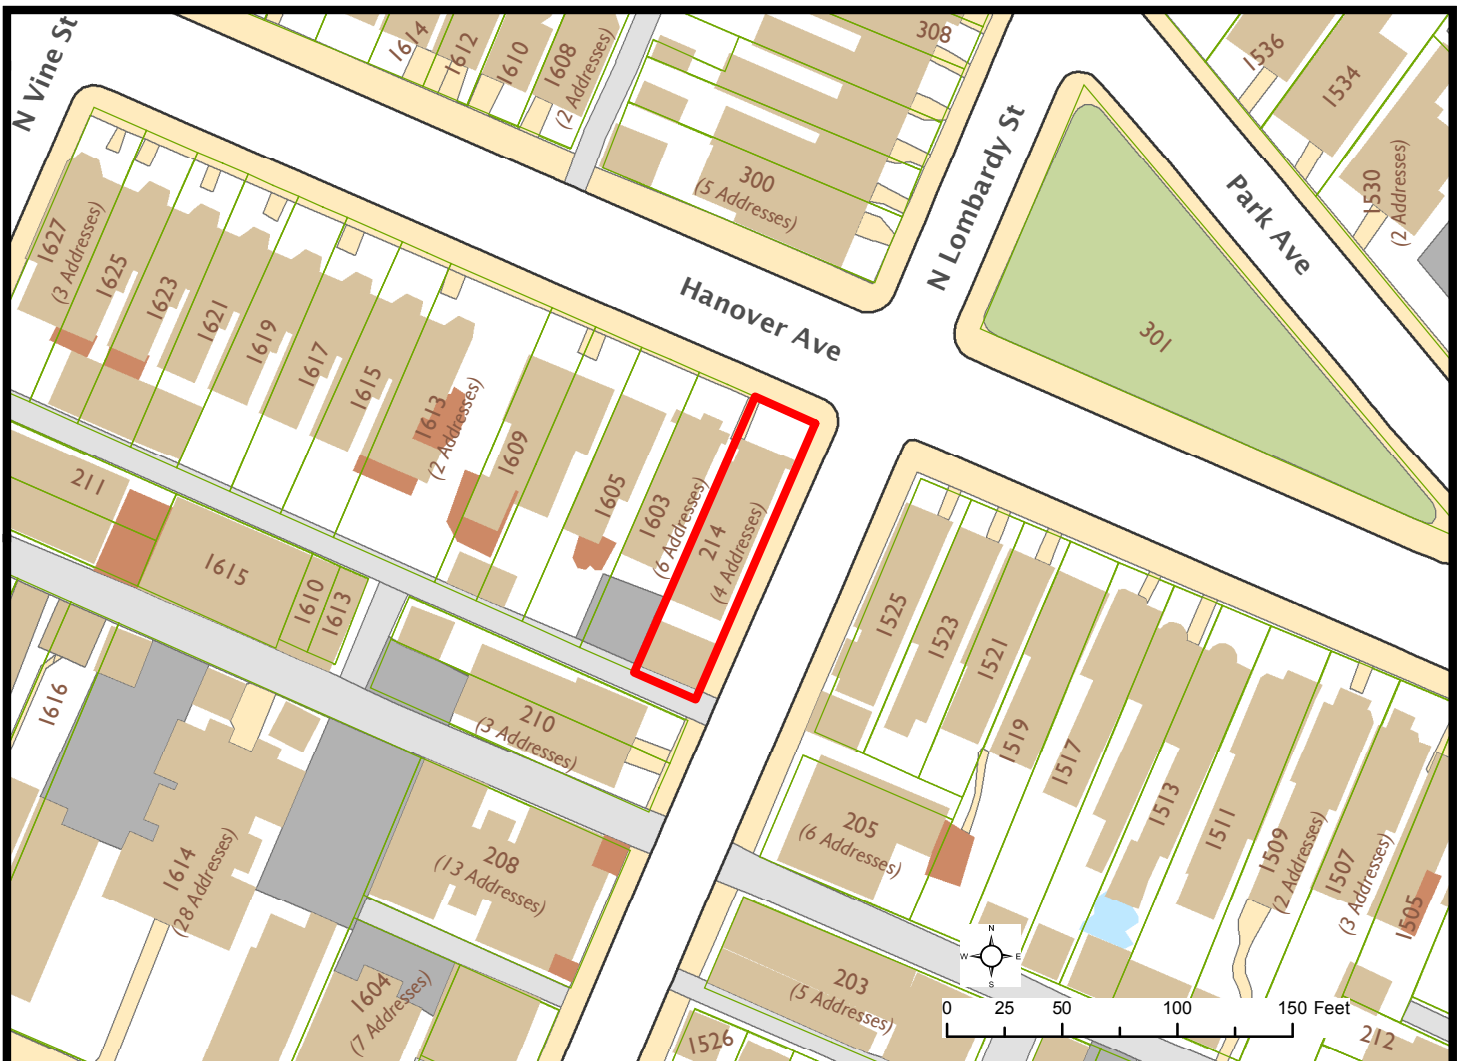 1614
1612
1610
1608
(2 Addresses)
308
1536
1534
N Vine St
N Lombardy St
300
(5 Addresses)
1530
(2 Addresses)
Park Ave
1627
(3 Addresses)
1625
1623
1621
1619
1617
1615
1613
(2 Addresses)
1609
1605
1603
(6 Addresses)
214
(4 Addresses)
Hanover Ave
301
211
1615
1610
1613
1525
1523
1521
1519
1517
1513
1511
1509
(2 Addresses)
1507
(3 Addresses)
1505
1616
210
(3 Addresses)
205
(6 Addresses)
1614
(28 Addresses)
208
(13 Addresses)
1604
(7 Addresses)
203
(5 Addresses)
1526
212
N
W E
S
0 25 50 100 150 Feet